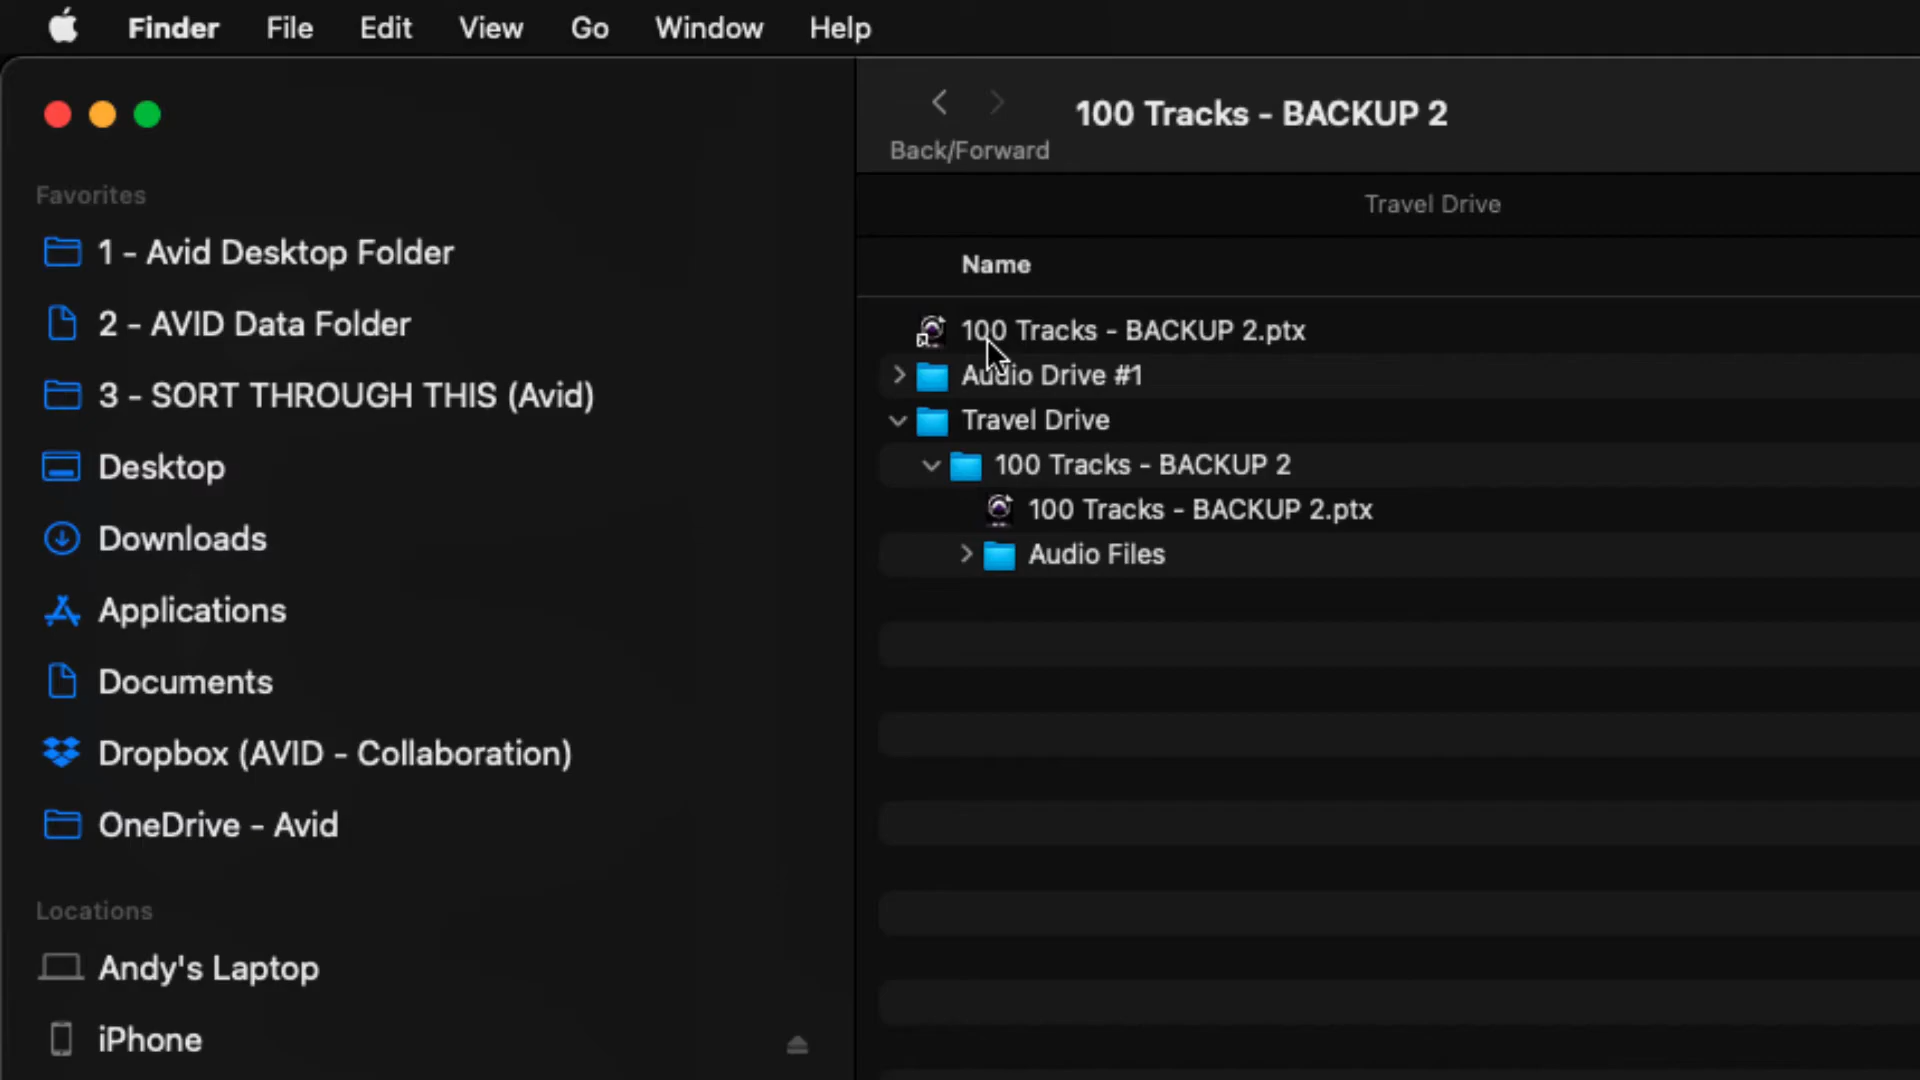 Finder File Edit View Go Window Help
100 Tracks - BACKUP 2
Back/Forward
Favorites
1 - Avid Desktop Folder
2 - AVID Data Folder
3 - SORT THROUGH THIS (Avid)
Desktop
Downloads
Applications
Documents
Dropbox (AVID - Collaboration)
OneDrive - Avid
Locations
Andy's Laptop
iPhone
Travel Drive
Name
100 Tracks - BACKUP 2.ptx
Audio Drive #1
Travel Drive
100 Tracks - BACKUP 2
100 Tracks - BACKUP 2.ptx
Audio Files